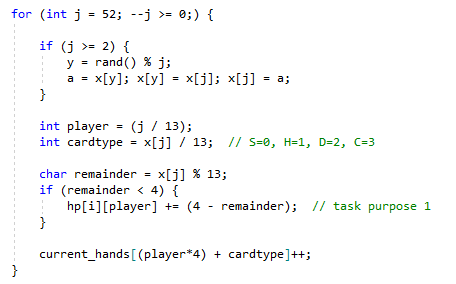 for (int j = 52; --j >= 0;) {
if (j >= 2) {
y = rand() % j;
a = x[y]; x[y] = x[j]; x[j] = a;
}
int player = (j / 13);
int cardtype = x[j] / 13;  // S=0, H=1, D=2, C=3
char remainder = x[j] % 13;
if (remainder < 4) {
hp[i][player] += (4 - remainder);  // task purpose 1
}
current_hands[(player*4) + cardtype]++;
}